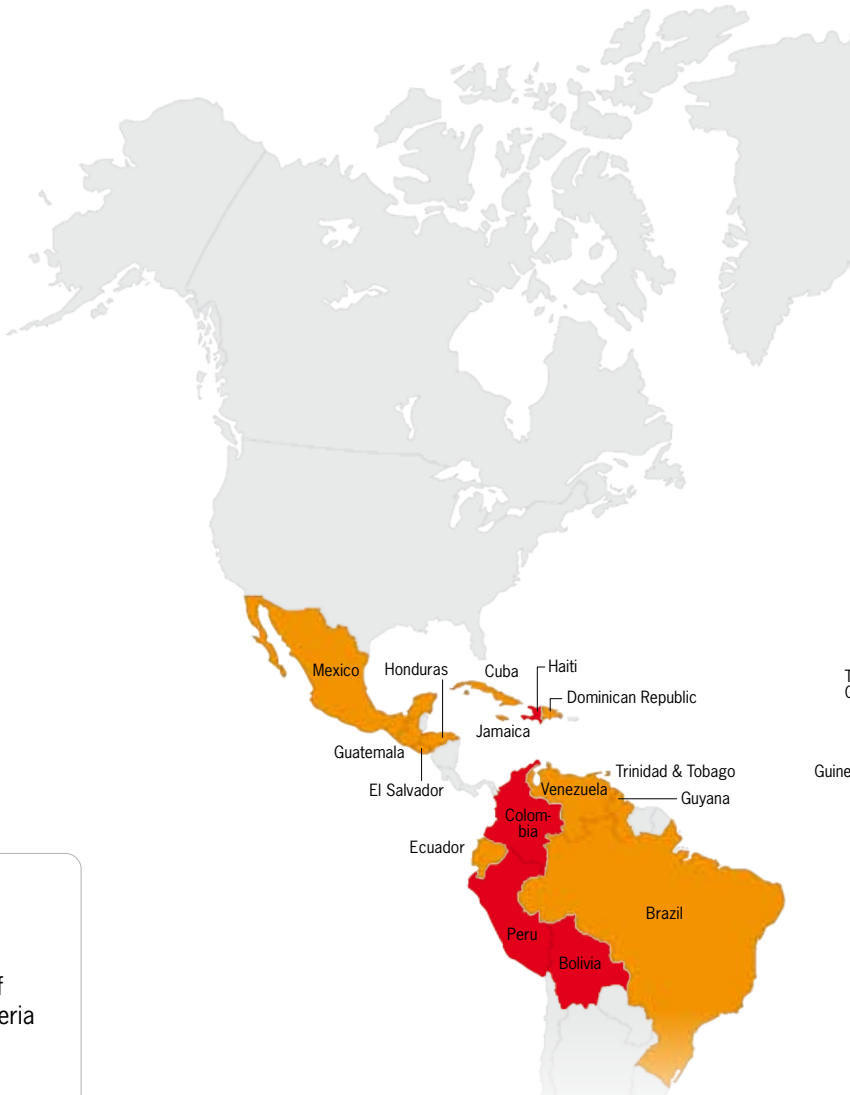 Mexico
Honduras
Cuba
Haiti
Dominican Republic
Jamaica
Guatemala
El Salvador
Trinidad & Tobago
Venezuela
Guyana
Colom-
bia
Ecuador
Brazil
Peru
Bolivia